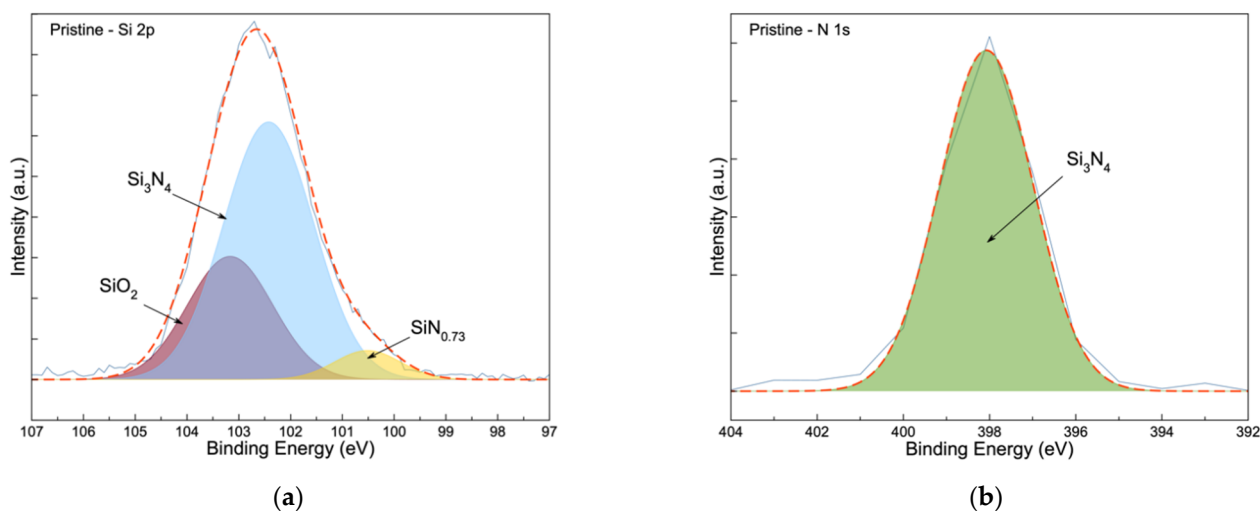 Pristine - Si 2p
Intensity (a.u.)
Si₃N₄
SiO₂
SiN₀.₇₃
107 106 105 104 103 102 101 100 99 98 97
Binding Energy (eV)
(a)
Pristine - N 1s
Intensity (a.u.)
Si₃N₄
404 402 400 398 396 394 392
Binding Energy (eV)
(b)